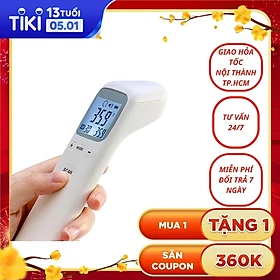 TIKI
13 TUỔI
05.01
GIAO HỎA
TỐC
NỘI THÀNH
TP.HCM
TƯ VẤN
24/7
MIỄN PHÍ
ĐỔI TRẢ 7
NGÀY
35.9
MODE
SCAN
MUA 1
TẶNG 1
SĂN
COUPON
360K